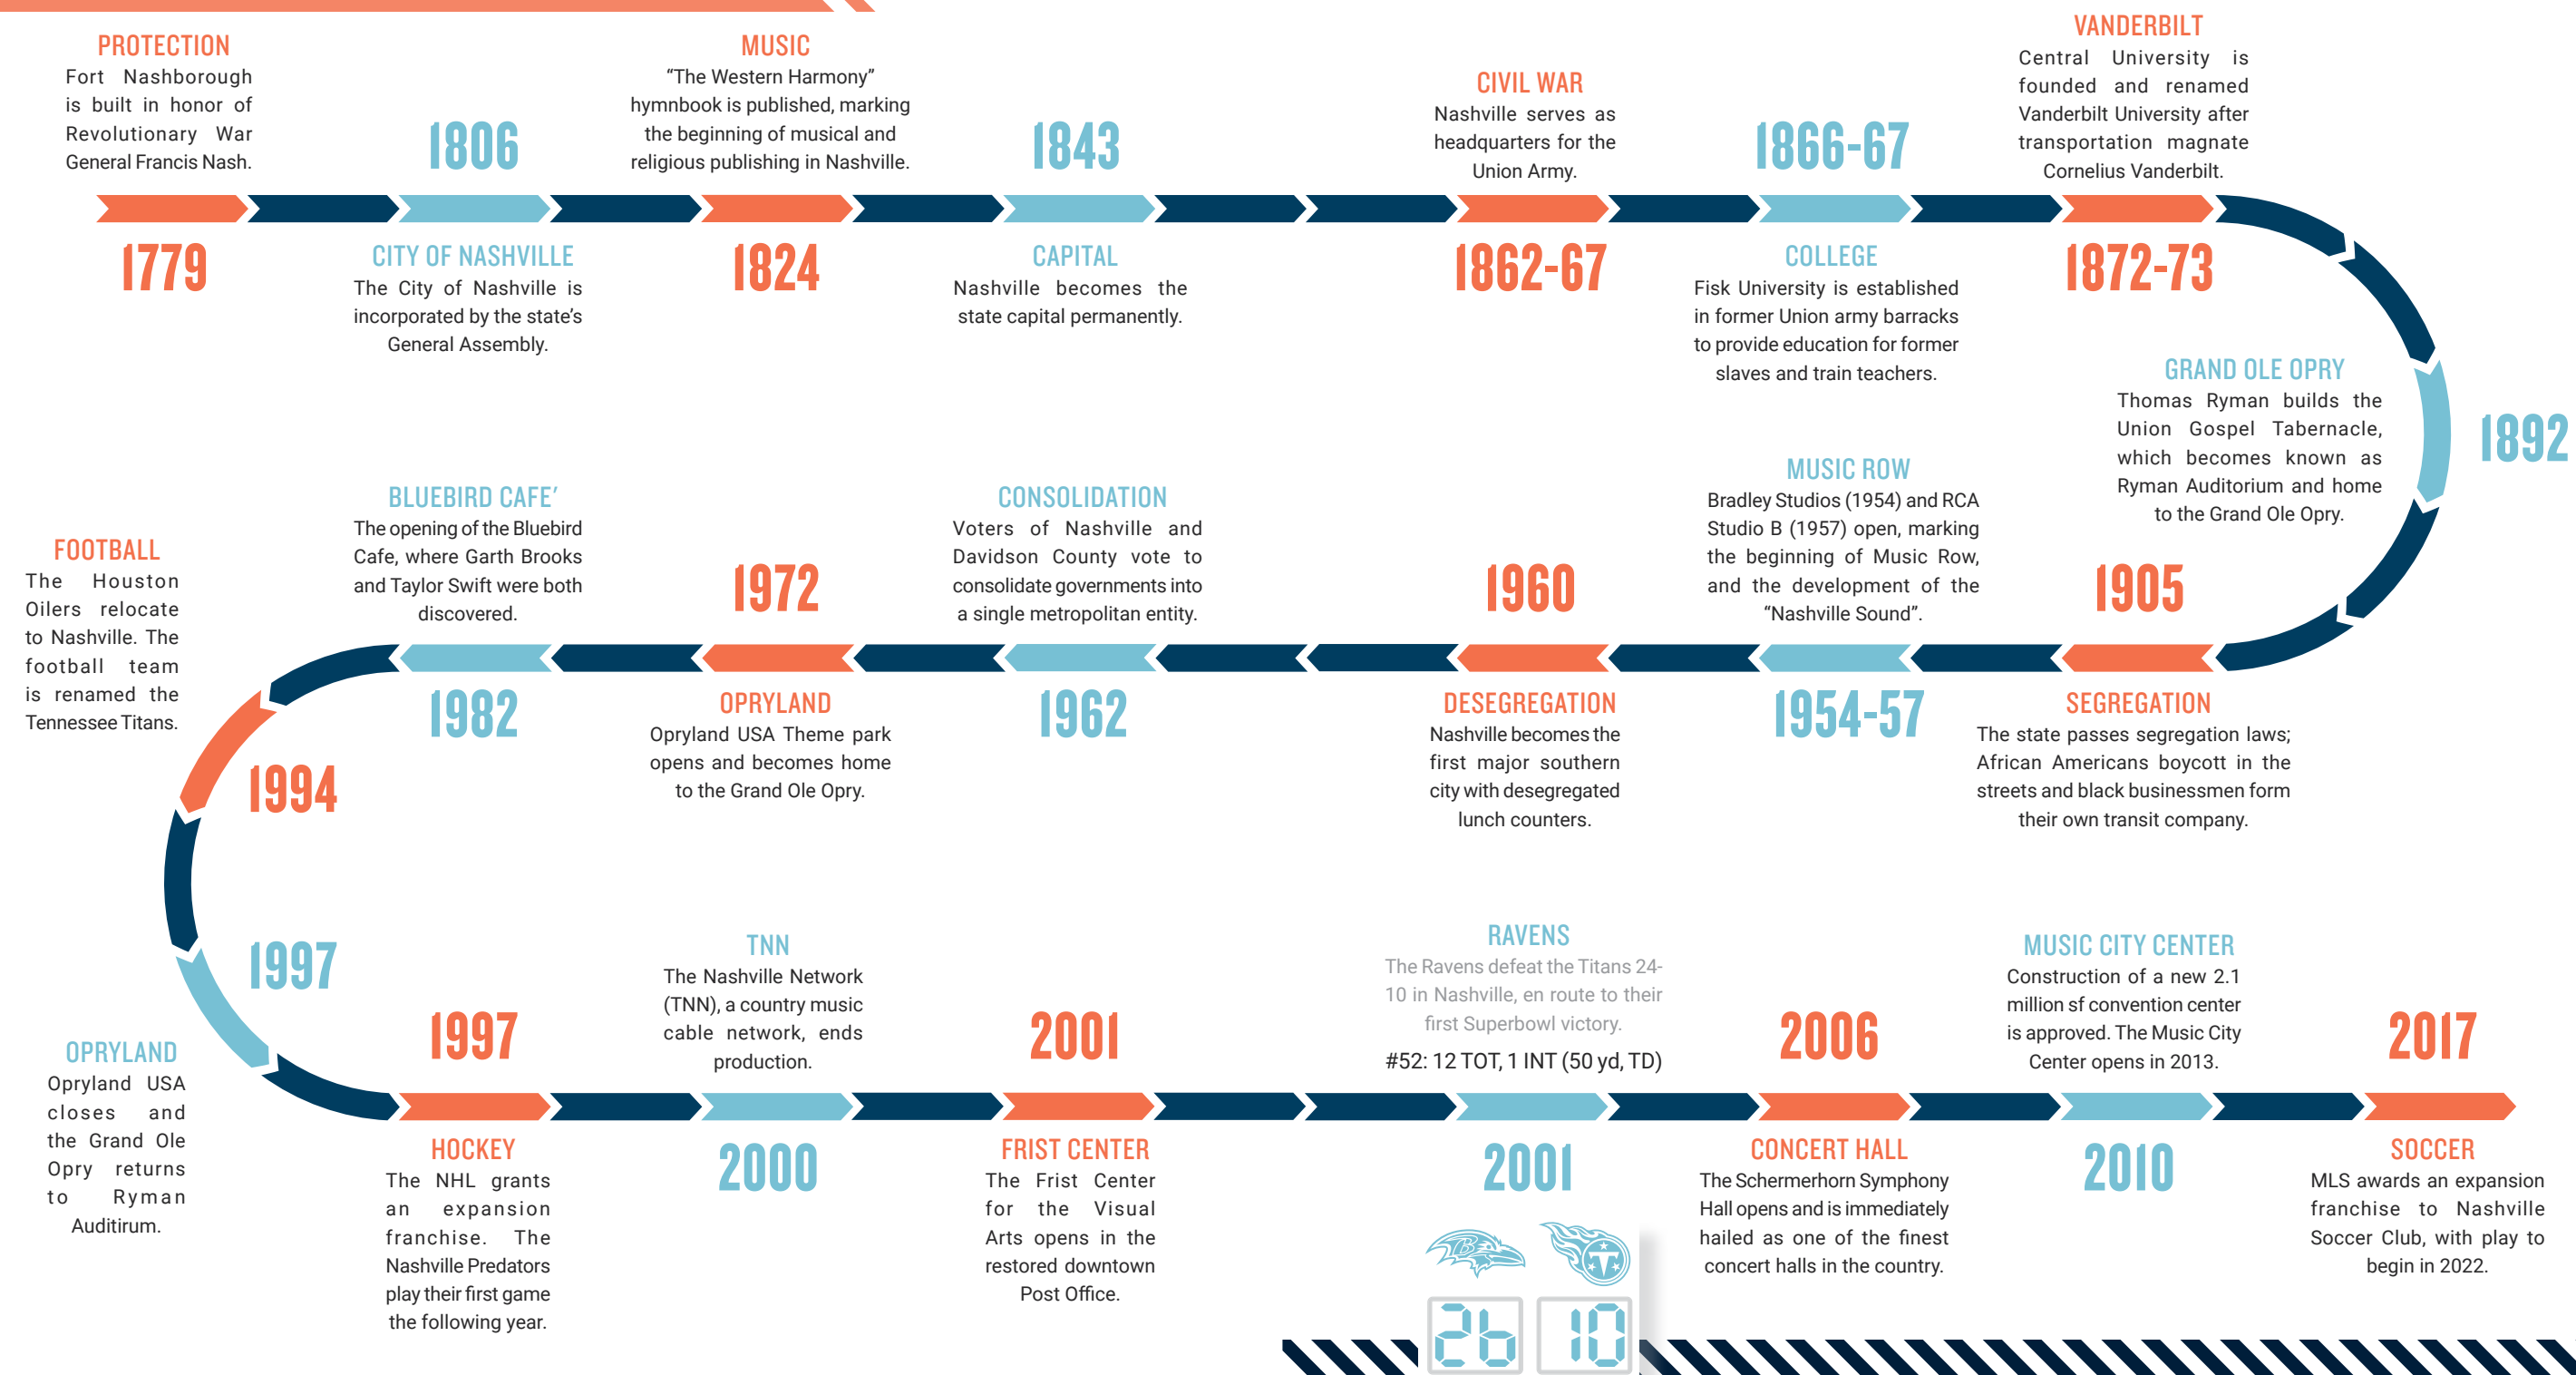 PROTECTION
Fort Nashborough
is built in honor of
Revolutionary War
General Francis Nash.
1779
1806
CITY OF NASHVILLE
The City of Nashville is
incorporated by the state's
General Assembly.
MUSIC
“The Western Harmony”
hymnbook is published, marking
the beginning of musical and
religious publishing in Nashville.
1824
1843
CAPITAL
Nashville becomes the
state capital permanently.
CIVIL WAR
Nashville serves as
headquarters for the
Union Army.
1862-67
1866-67
COLLEGE
Fisk University is established
in former Union army barracks
to provide education for former
slaves and train teachers.
VANDERBILT
Central University is
founded and renamed
Vanderbilt University after
transportation magnate
Cornelius Vanderbilt.
1872-73
GRAND OLE OPRY
Thomas Ryman builds the
Union Gospel Tabernacle,
which becomes known as
Ryman Auditorium and home
to the Grand Ole Opry.
1892
1905
SEGREGATION
The state passes segregation laws;
African Americans boycott in the
streets and black businessmen form
their own transit company.
MUSIC ROW
Bradley Studios (1954) and RCA
Studio B (1957) open, marking
the beginning of Music Row,
and the development of the
“Nashville Sound”.
1954-57
1960
DESEGREGATION
Nashville becomes the
first major southern
city with desegregated
lunch counters.
CONSOLIDATION
Voters of Nashville and
Davidson County vote to
consolidate governments into
a single metropolitan entity.
1962
1972
OPRYLAND
Opryland USA Theme park
opens and becomes home
to the Grand Ole Opry.
BLUEBIRD CAFE’
The opening of the Bluebird
Cafe, where Garth Brooks
and Taylor Swift were both
discovered.
1982
FOOTBALL
The Houston
Oilers relocate
to Nashville. The
football team
is renamed the
Tennessee Titans.
1994
1997
OPRYLAND
Opryland USA
closes and
the Grand Ole
Opry returns
to Ryman
Auditirum.
1997
HOCKEY
The NHL grants
an expansion
franchise. The
Nashville Predators
play their first game
the following year.
TNN
The Nashville Network
(TNN), a country music
cable network, ends
production.
2000
2001
FRIST CENTER
The Frist Center
for the Visual
Arts opens in the
restored downtown
Post Office.
RAVENS
The Ravens defeat the Titans 24-
10 in Nashville, en route to their
first Superbowl victory.
#52: 12 TOT, 1 INT (50 yd, TD)
2001
B
T
26 10
2006
CONCERT HALL
The Schermerhorn Symphony
Hall opens and is immediately
hailed as one of the finest
concert halls in the country.
MUSIC CITY CENTER
Construction of a new 2.1
million sf convention center
is approved. The Music City
Center opens in 2013.
2010
2017
SOCCER
MLS awards an expansion
franchise to Nashville
Soccer Club, with play to
begin in 2022.